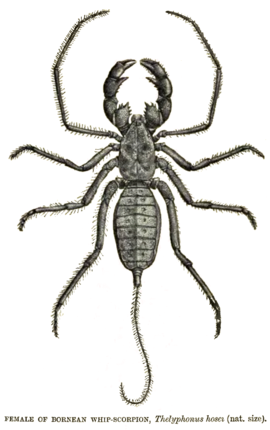 FEMALE OF BORNEAN WHIP-SCORPION, Thelyphonus hosei (nat. size).